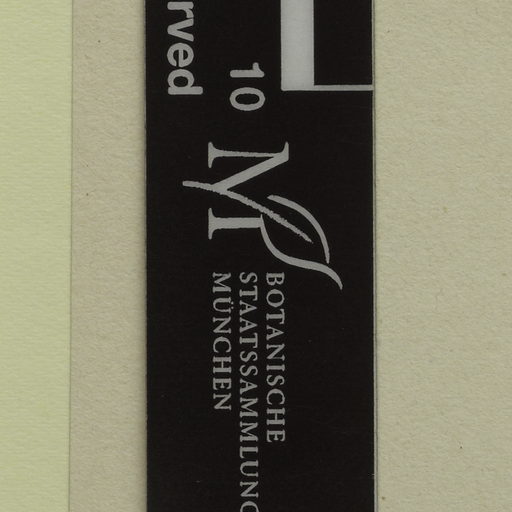 rved
10
M
BOTANISCHE
STAATSSAMMLUNG
MÜNCHEN